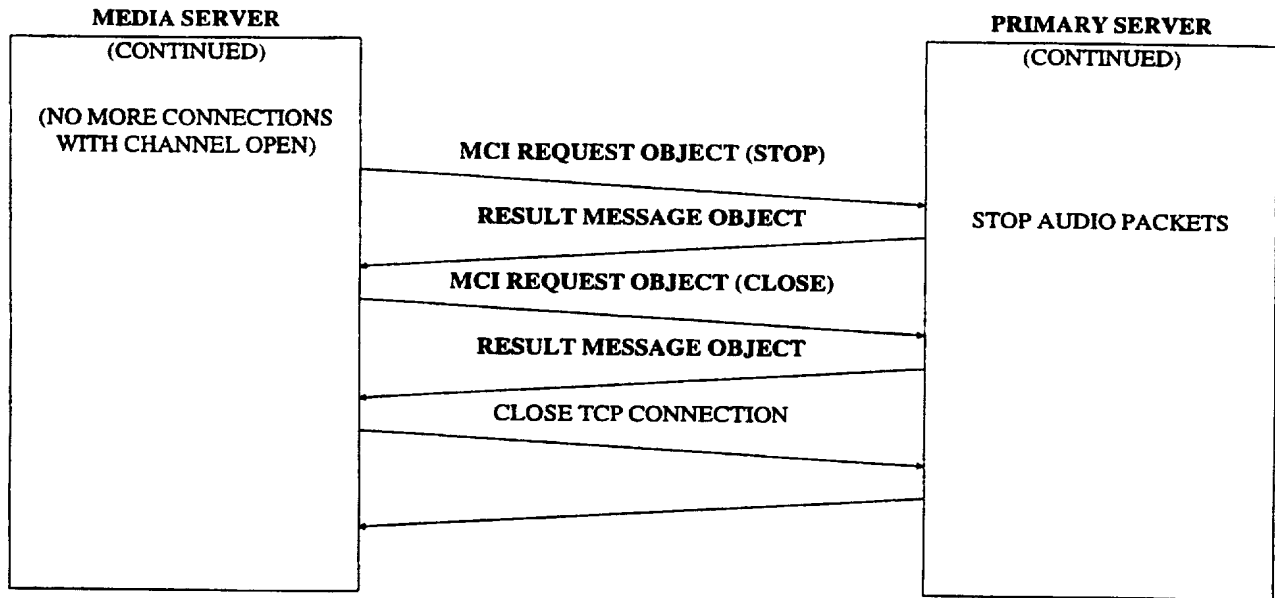 MEDIA SERVER
(CONTINUED)
(NO MORE CONNECTIONS
WITH CHANNEL OPEN)
PRIMARY SERVER
(CONTINUED)
MCI REQUEST OBJECT (STOP)
RESULT MESSAGE OBJECT
STOP AUDIO PACKETS
MCI REQUEST OBJECT (CLOSE)
RESULT MESSAGE OBJECT
CLOSE TCP CONNECTION